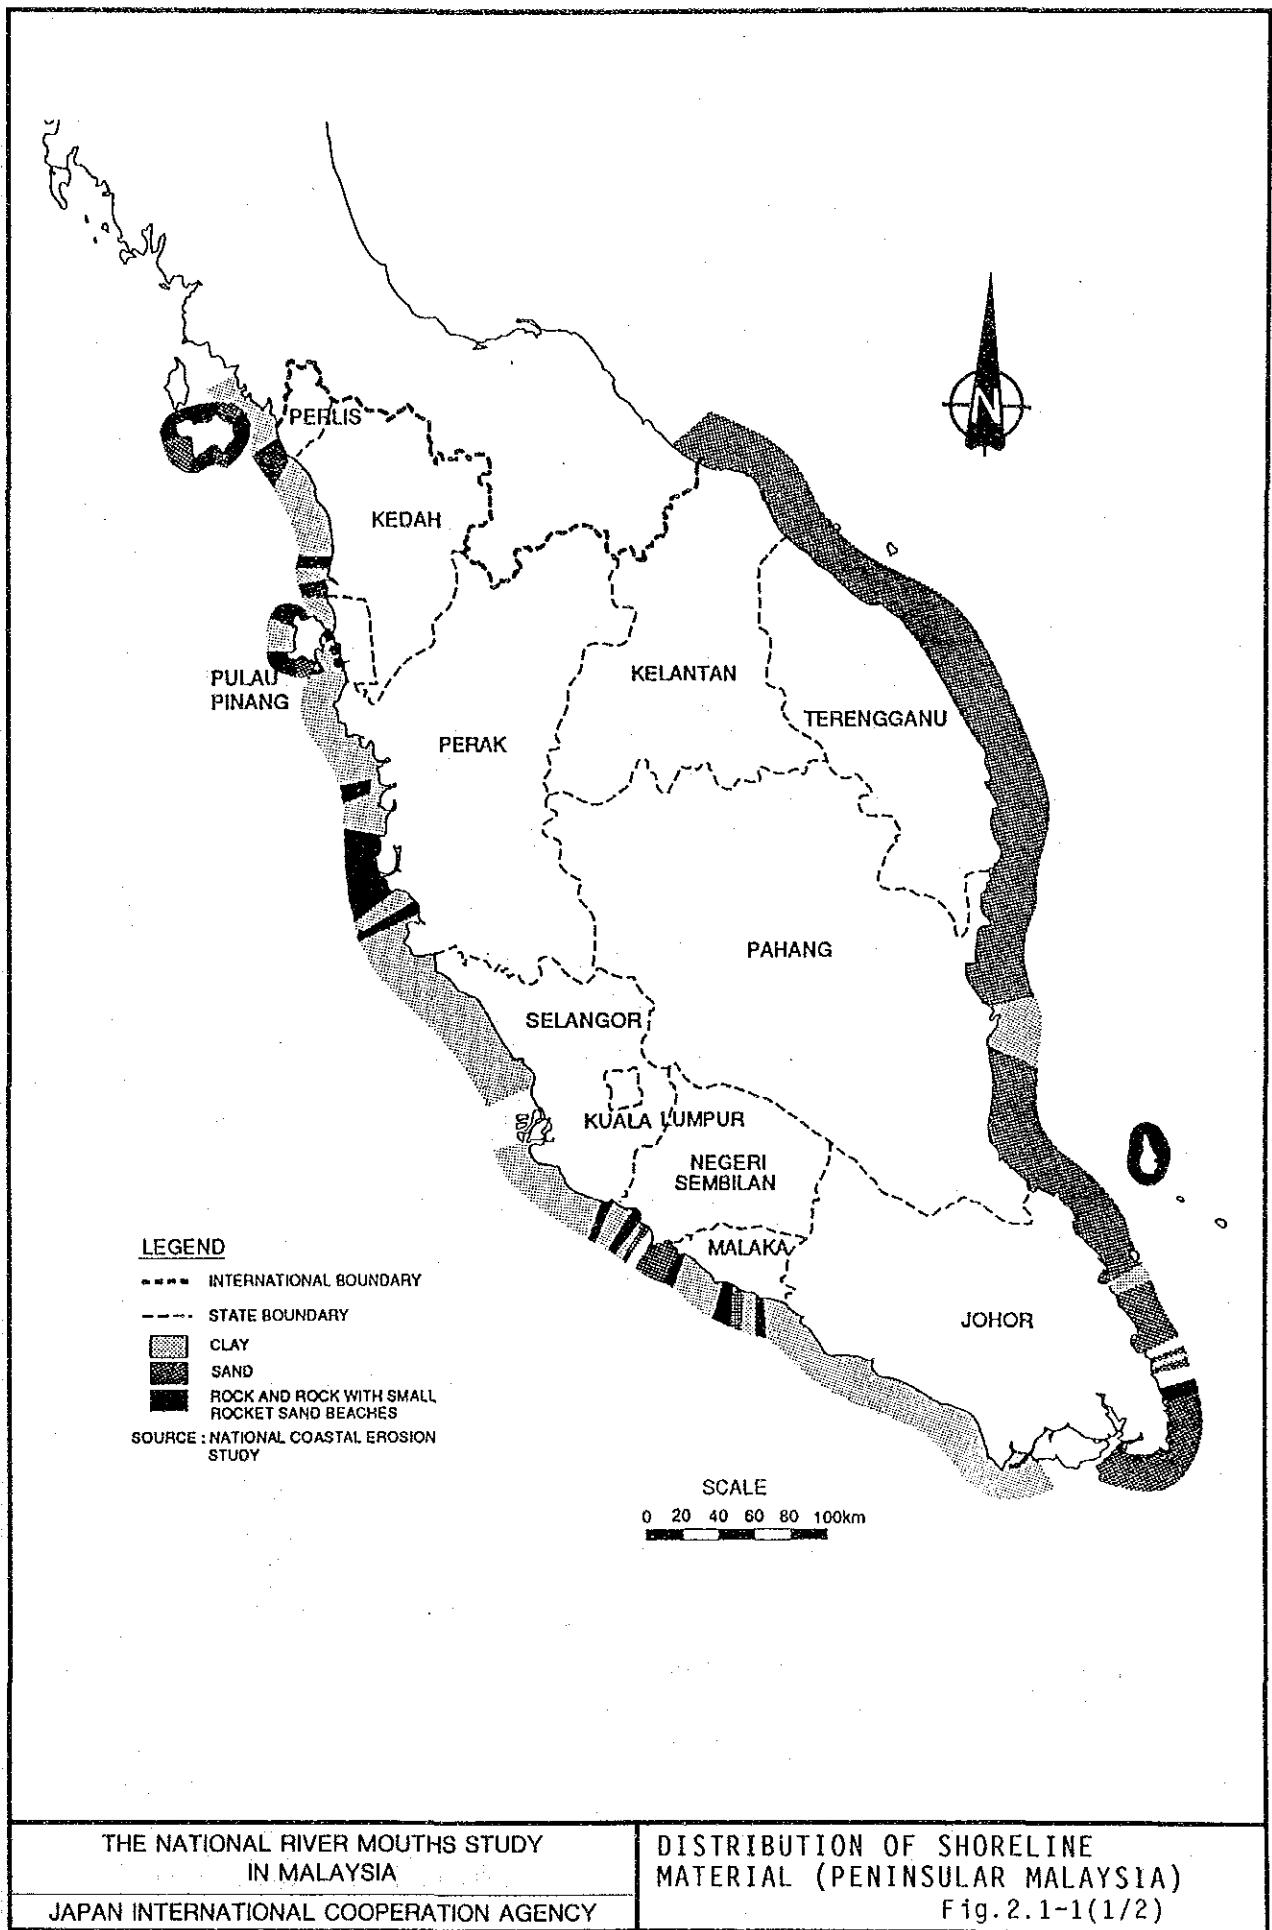 N
PERLIS
KEDAH
PULAU
PINANG
KELANTAN
TERENGGANU
PERAK
PAHANG
SELANGOR
KUALA LUMPUR
NEGERI
SEMBILAN
MALAKA
JOHOR
LEGEND
INTERNATIONAL BOUNDARY
STATE BOUNDARY
CLAY
SAND
ROCK AND ROCK WITH SMALL
ROCKET SAND BEACHES
SOURCE : NATIONAL COASTAL EROSION
STUDY
SCALE
0 20 40 60 80 100km
THE NATIONAL RIVER MOUTHS STUDY
IN MALAYSIA
JAPAN INTERNATIONAL COOPERATION AGENCY
DISTRIBUTION OF SHORELINE
MATERIAL (PENINSULAR MALAYSIA)
Fig.2.1-1(1/2)